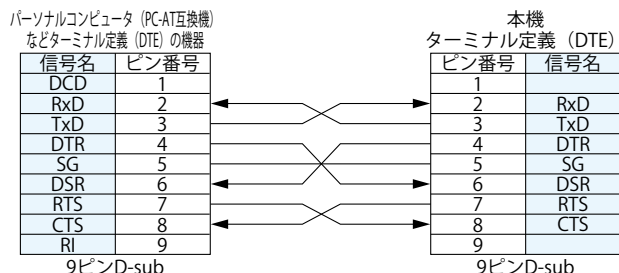 パーソナルコンピュータ（PC-AT互換機）
などターミナル定義（DTE）の機器
信号名 ピン番号
DCD 1
RxD 2
TxD 3
DTR 4
SG 5
DSR 6
RTS 7
CTS 8
RI 9
9ピンD-sub
本機
ターミナル定義（DTE）
ピン番号 信号名
1
2 RxD
3 TxD
4 DTR
5 SG
6 DSR
7 RTS
8 CTS
9
9ピンD-sub